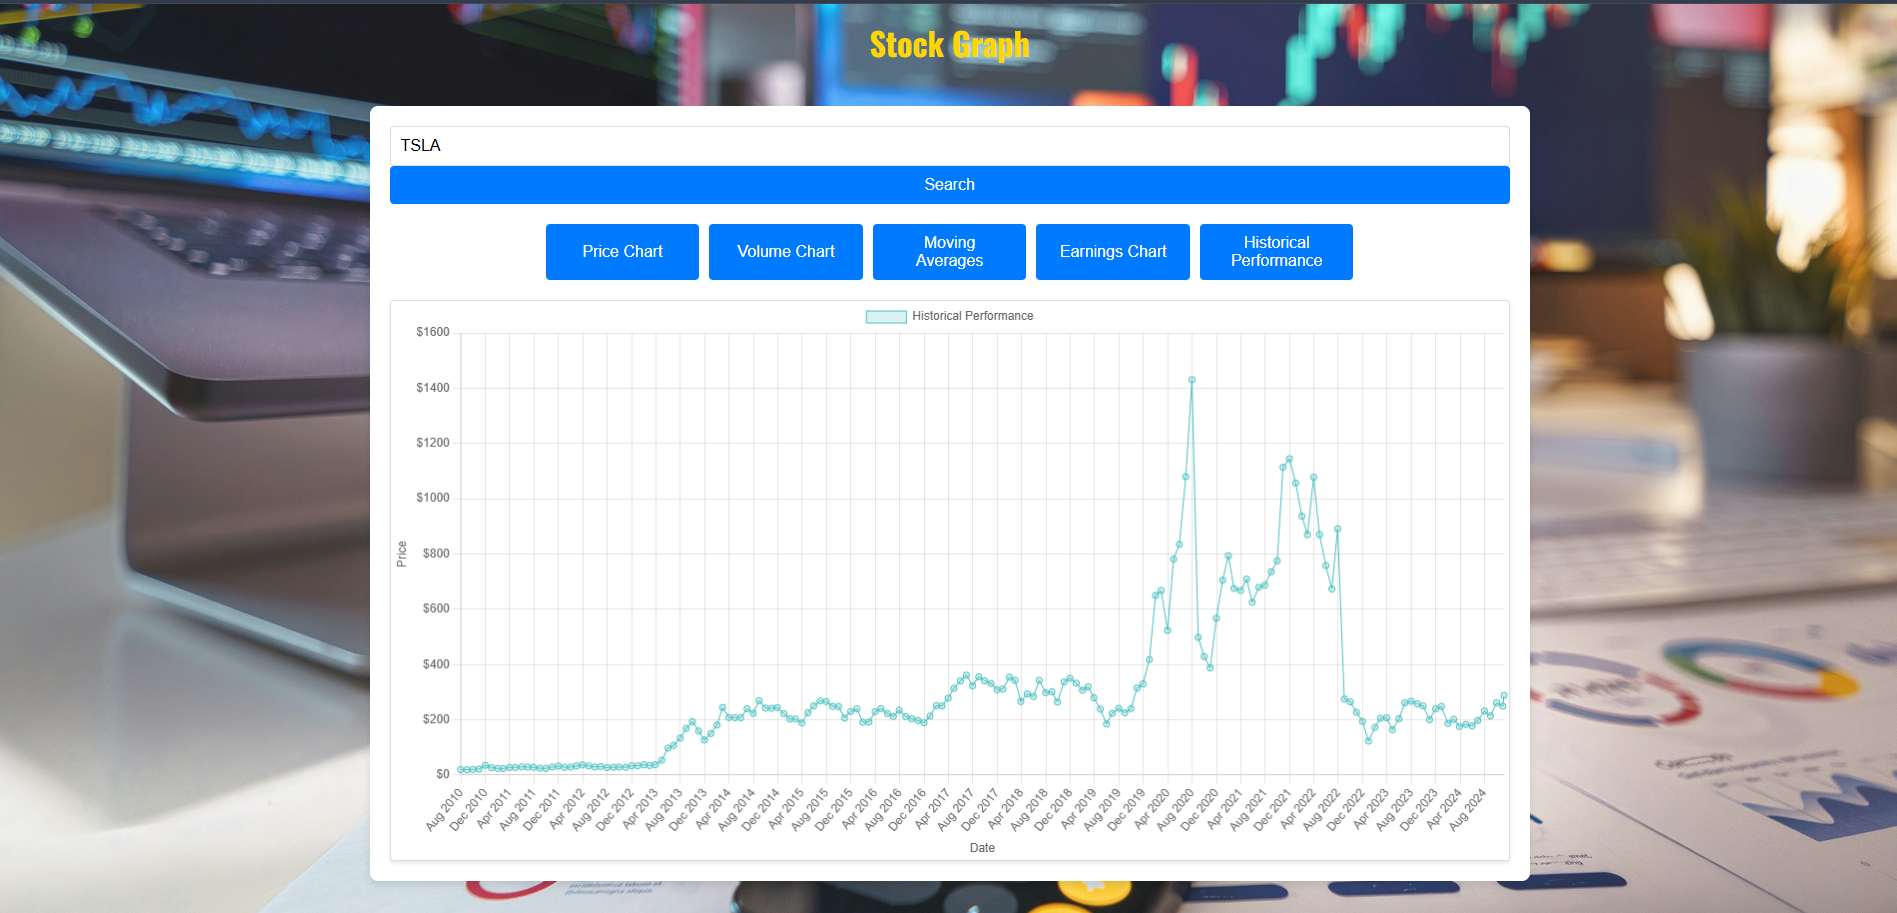 Stock Graph
TSLA
Search
Price Chart
Volume Chart
Moving
Averages
Earnings Chart
Historical
Performance
Historical Performance
$1600
$1400
$1200
$1000
$800
$600
$400
$200
$0
Price
Aug 2010
Dec 2010
Apr 2011
Aug 2011
Dec 2011
Apr 2012
Aug 2012
Dec 2012
Apr 2013
Aug 2013
Dec 2013
Apr 2014
Aug 2014
Dec 2014
Apr 2015
Aug 2015
Dec 2015
Apr 2016
Aug 2016
Dec 2016
Apr 2017
Aug 2017
Dec 2017
Apr 2018
Aug 2018
Dec 2018
Apr 2019
Aug 2019
Dec 2019
Apr 2020
Aug 2020
Dec 2020
Apr 2021
Aug 2021
Dec 2021
Apr 2022
Aug 2022
Dec 2022
Apr 2023
Aug 2023
Dec 2023
Apr 2024
Aug 2024
Date